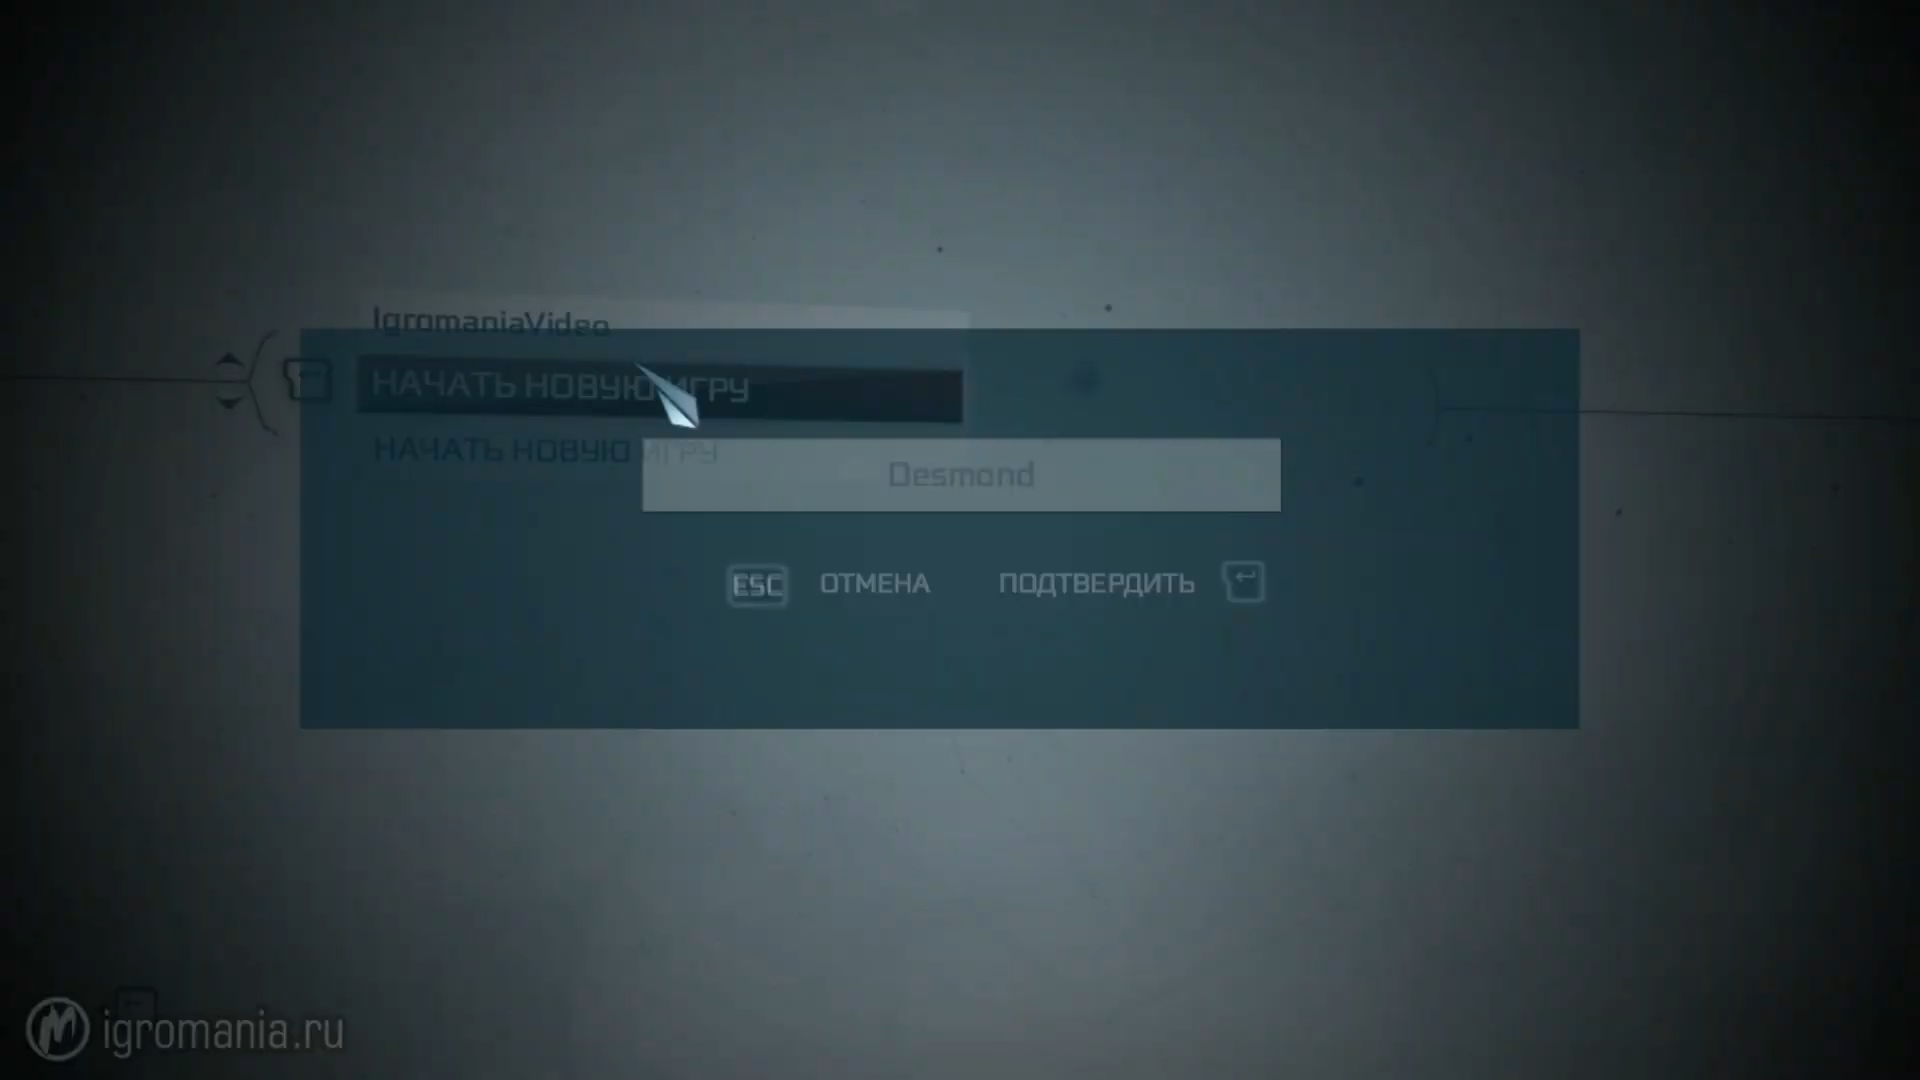 IgromaniaVideo
НАЧАТЬ НОВУЮ ИГРУ
НАЧАТЬ НОВУЮ ИГРУ
Desmond
ESC ОТМЕНА ПОДТВЕРДИТЬ
igromania.ru